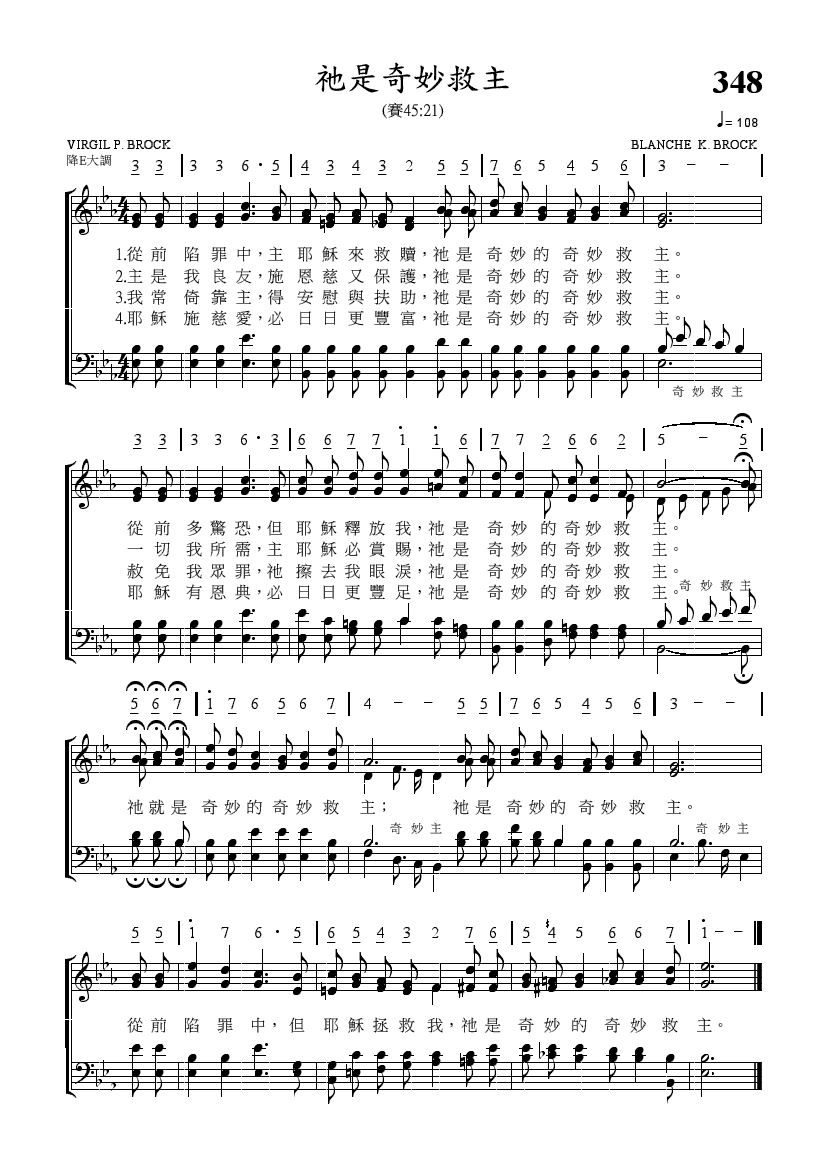 祂是奇妙救主
348
(賽45:21)
♩= 108
VIRGIL P. BROCK
BLANCHE K. BROCK
降E大調 3 3 | 3 3 6 · 5 | 4 3 4 3 2 5 5 | 7 6 5 4 5 6 | 3 – –
1.從前 陷罪中，主 耶穌來救贖，祂是 奇妙的 奇妙救 主。
2.主是 我良友，施 恩慈又保護，祂是 奇妙的 奇妙救 主。
3.我常 倚靠主，得 安慰與扶助，祂是 奇妙的 奇妙救 主。
4.耶穌 施慈愛，必 日日更豐富，祂是 奇妙的 奇妙救 主。
奇妙救主
3 3 | 3 3 6 · 3 | 6 6 7 7 1 1 6 | 7 7 2 6 6 2 | 5 – 5
從前 多驚恐，但 耶穌釋放我，祂是 奇妙的奇妙救 主。
一切 我所需，主 耶穌必賞賜，祂是 奇妙的奇妙救 主。
赦免 我眾罪，祂 擦去我眼淚，祂是 奇妙的奇妙救 主。
耶穌 有恩典，必 日日更豐足，祂是 奇妙的奇妙救 主。
奇妙救主
5 6 7 | 1 7 6 5 6 7 | 4 – – 5 5 | 7 6 5 4 5 6 | 3 – –
祂就是 奇妙的奇妙救 主； 祂是 奇妙的奇妙救 主。
奇妙主 奇妙主
5 5 | 1 7 6 · 5 | 6 5 4 3 2 7 6 | 5 4 5 6 5 6 7 | 1 – –
從前 陷罪中，但 耶穌拯救我，祂是 奇妙的 奇妙救 主。